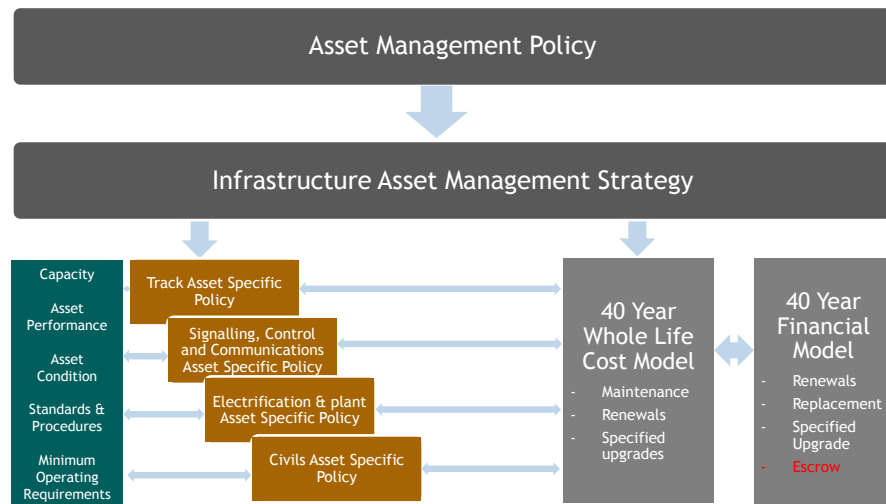 Asset Management Policy
Infrastructure Asset Management Strategy
Capacity
Asset
Performance
Asset
Condition
Standards &
Procedures
Minimum
Operating
Requirements
Track Asset Specific
Policy
Signalling, Control
and Communications
Asset Specific Policy
Electrification & plant
Asset Specific Policy
Civils Asset Specific
Policy
40 Year
Whole Life
Cost Model
- Maintenance
- Renewals
- Specified
upgrades
40 Year
Financial
Model
- Renewals
- Replacement
- Specified
Upgrade
- Escrow